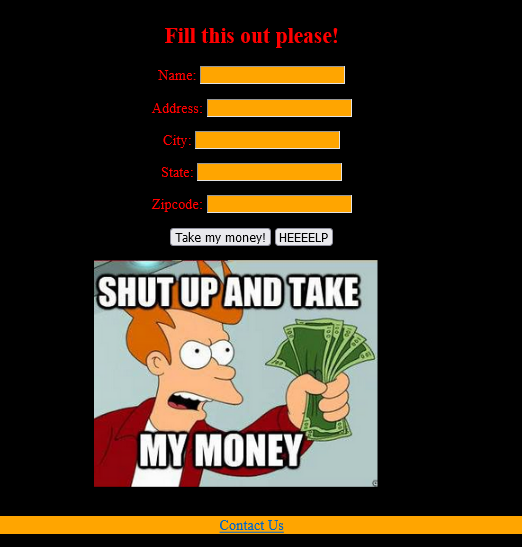 Fill this out please!
Name:
Address:
City:
State:
Zipcode:
Take my money! HEEEELP
SHUT UP AND TAKE
MY MONEY
Contact Us